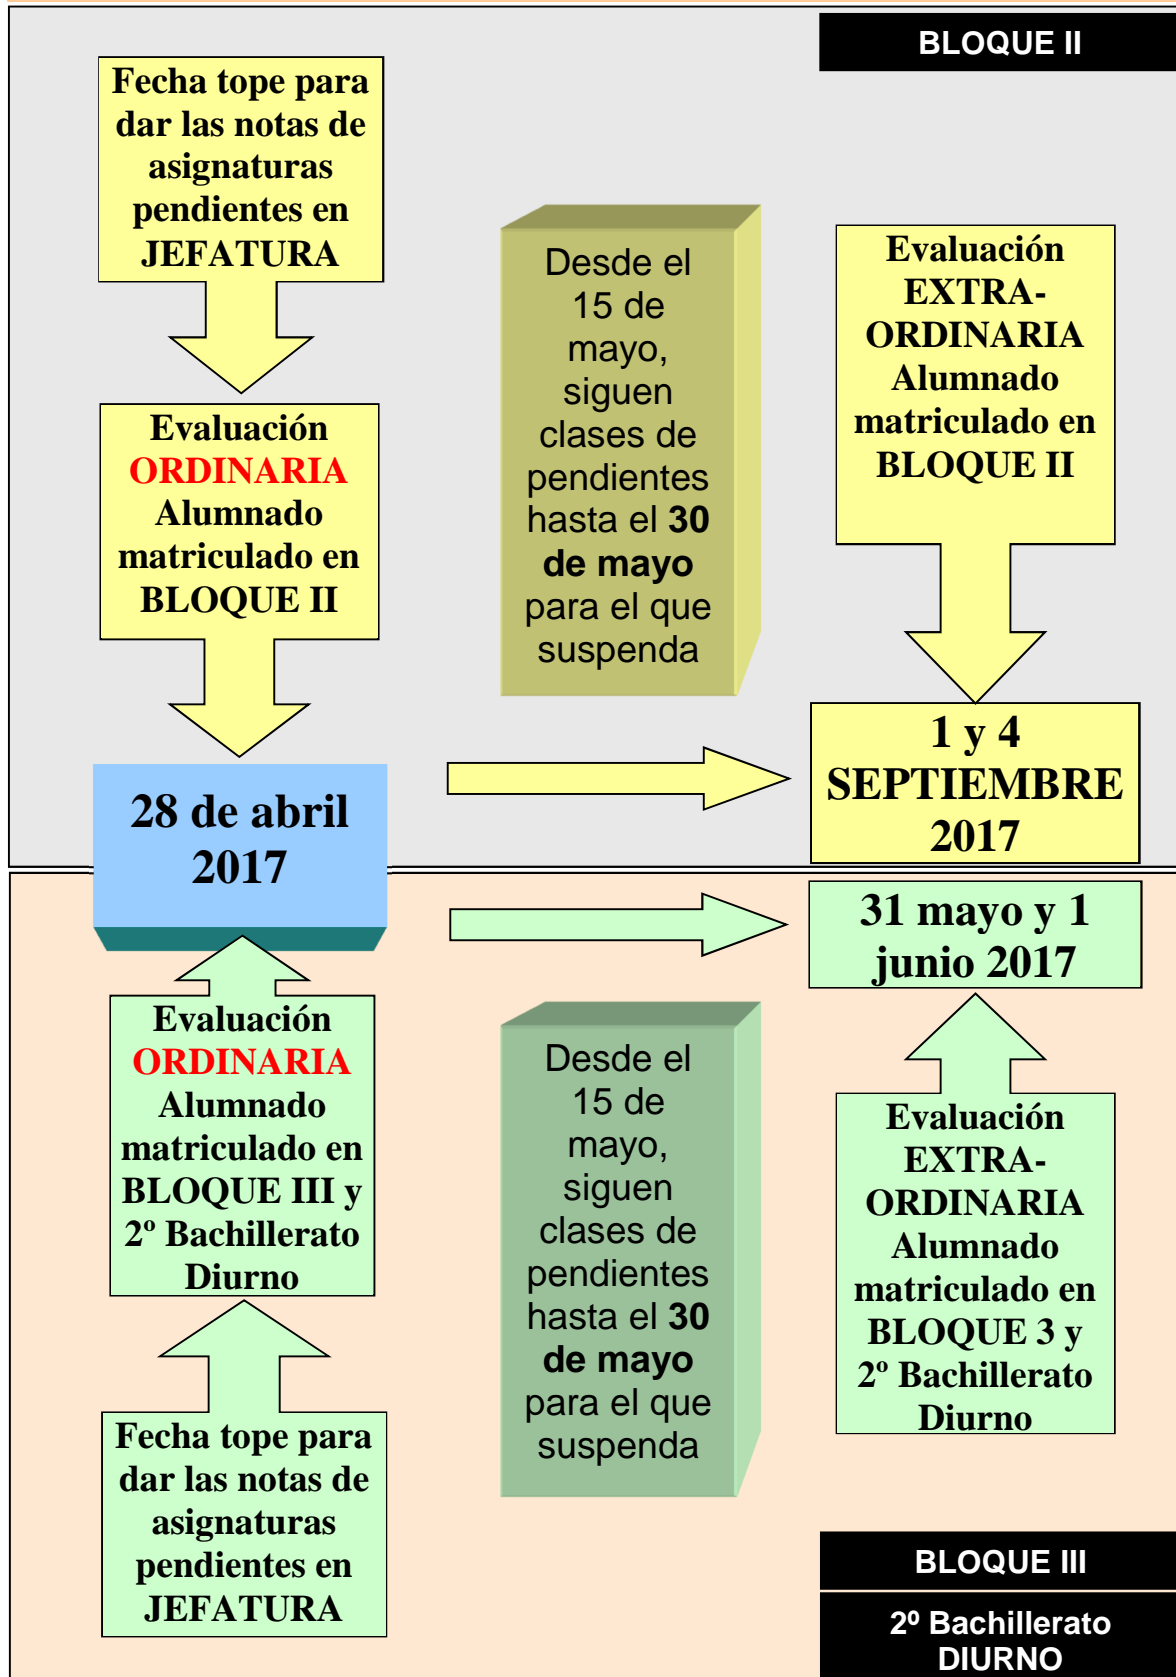 BLOQUE II
Fecha tope para
dar las notas de
asignaturas
pendientes en
JEFATURA
Evaluación
ORDINARIA
Alumnado
matriculado en
BLOQUE II
Desde el
15 de
mayo,
siguen
clases de
pendientes
hasta el 30
de mayo
para el que
suspenda
Evaluación
EXTRA-
ORDINARIA
Alumnado
matriculado en
BLOQUE II
28 de abril
2017
1 y 4
SEPTIEMBRE
2017
31 mayo y 1
junio 2017
Evaluación
ORDINARIA
Alumnado
matriculado en
BLOQUE III y
2º Bachillerato
Diurno
Fecha tope para
dar las notas de
asignaturas
pendientes en
JEFATURA
Desde el
15 de
mayo,
siguen
clases de
pendientes
hasta el 30
de mayo
para el que
suspenda
Evaluación
EXTRA-
ORDINARIA
Alumnado
matriculado en
BLOQUE 3 y
2º Bachillerato
Diurno
BLOQUE III
2º Bachillerato
DIURNO